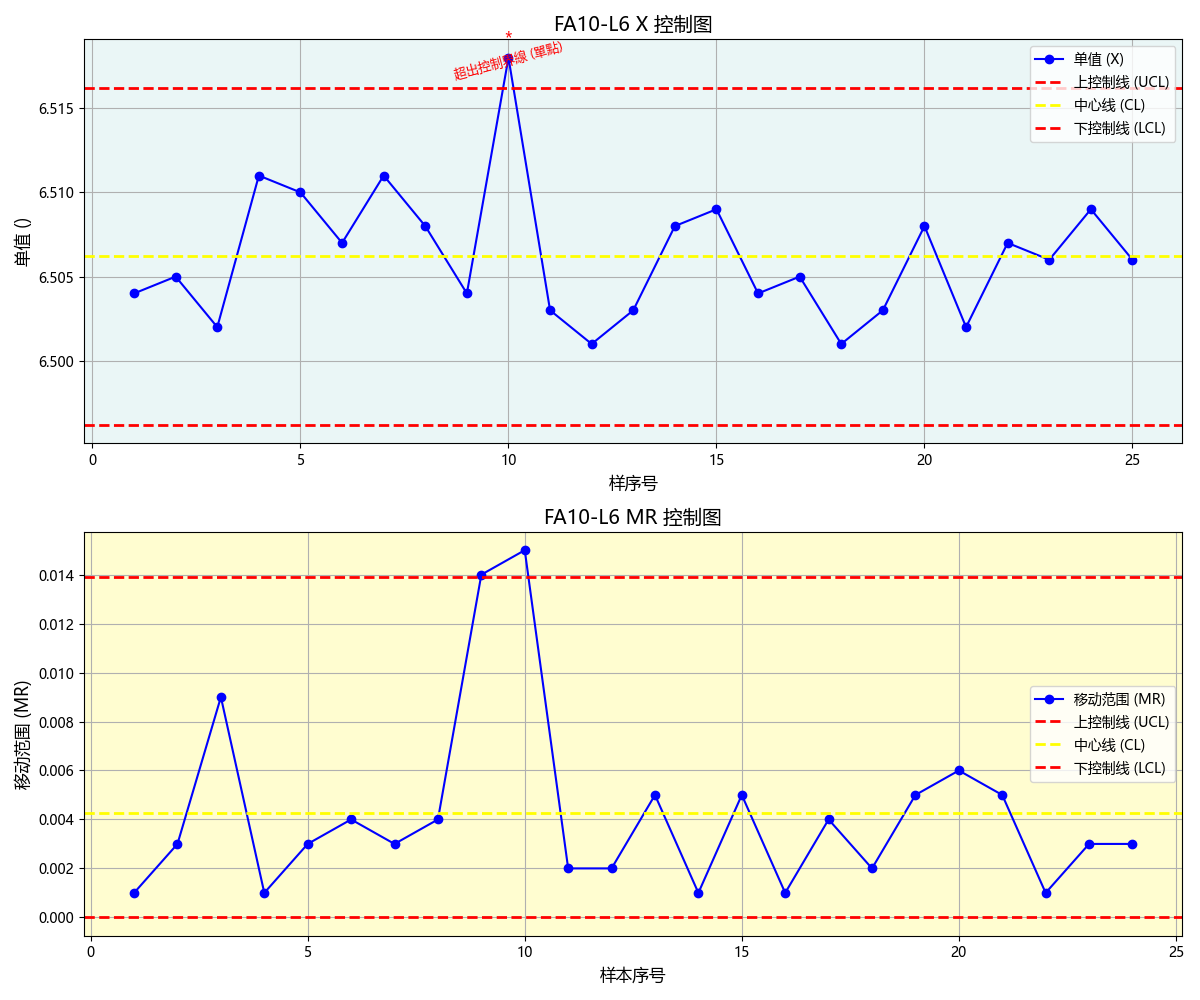 FA10-L6 X 控制图
*
超出控制界線 (單點)
单值 (X)
上控制线 (UCL)
中心线 (CL)
下控制线 (LCL)
单值 ()
6.515
6.510
6.505
6.500
0 5 10 15 20 25
样序号
FA10-L6 MR 控制图
移动范围 (MR)
0.014
0.012
0.010
0.008
0.006
0.004
0.002
0.000
移动范围 (MR)
上控制线 (UCL)
中心线 (CL)
下控制线 (LCL)
0 5 10 15 20 25
样本序号